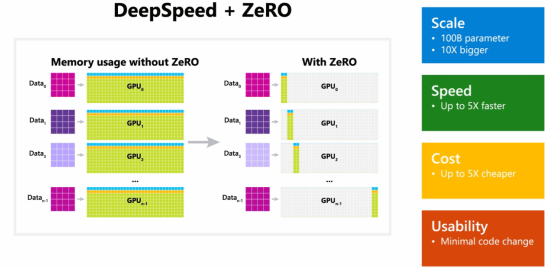 DeepSpeed + ZeRO
Memory usage without ZeRO
With ZeRO
Data0
GPU0
Data0
GPU0
Data1
GPU1
Data1
GPU1
Data2
GPU2
Data2
GPU2
...
...
Datan-1
GPUn-1
Datan-1
GPUn-1
Scale
• 100B parameter
• 10X bigger
Speed
• Up to 5X faster
Cost
• Up to 5X cheaper
Usability
• Minimal code change